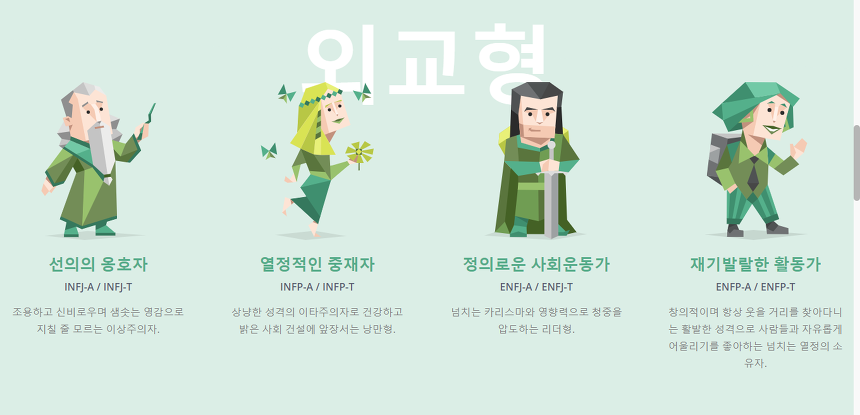 외교형
선의의 옹호자
INFJ-A / INFJ-T
조용하고 신비로우며 샘솟는 영감으로
지칠 줄 모르는 이상주의자.
열정적인 중재자
INFP-A / INFP-T
상냥한 성격의 이타주의자로 건강하고
밝은 사회 건설에 앞장서는 낭만형.
정의로운 사회운동가
ENFJ-A / ENFJ-T
넘치는 카리스마와 영향력으로 청중을
압도하는 리더형.
재기발랄한 활동가
ENFP-A / ENFP-T
창의적이며 항상 웃을 거리를 찾아다니
는 활발한 성격으로 사람들과 자유롭게
어울리기를 좋아하는 넘치는 열정의 소
유자.